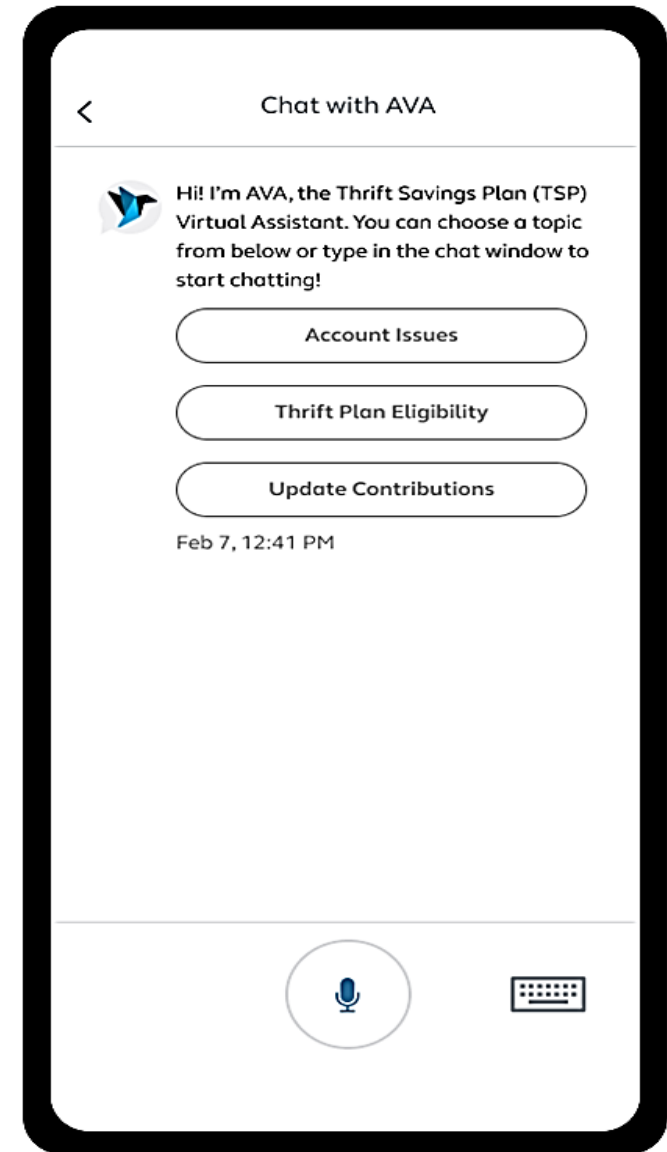 Chat with AVA
Hi! I'm AVA, the Thrift Savings Plan (TSP)
Virtual Assistant. You can choose a topic
from below or type in the chat window to
start chatting!
Account Issues
Thrift Plan Eligibility
Update Contributions
Feb 7, 12:41 PM